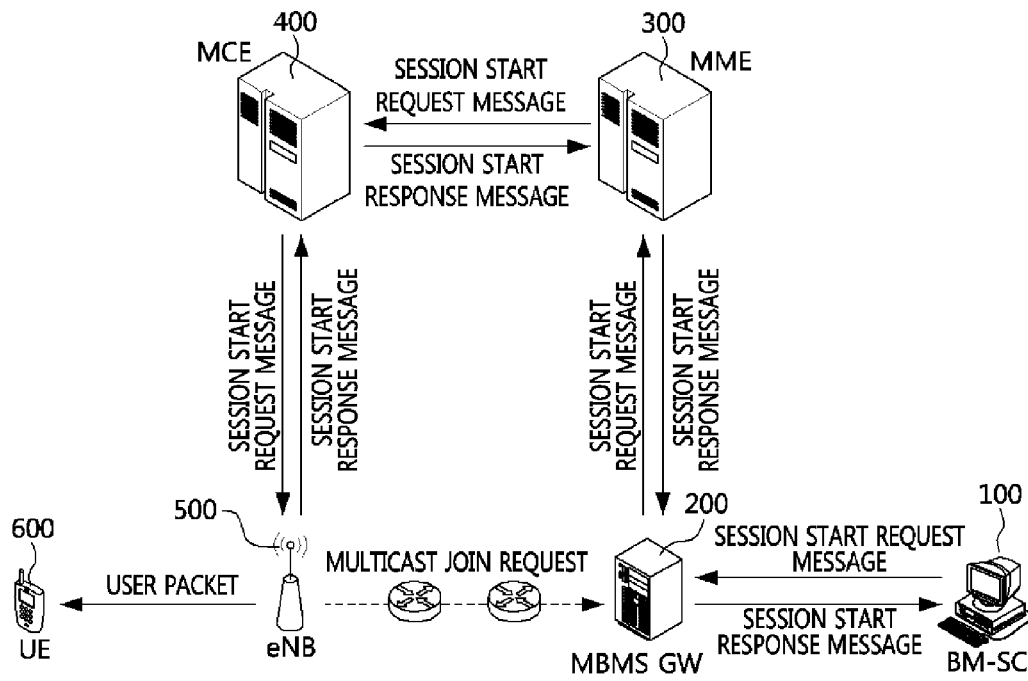 400
300
MCE
MME
SESSION START
REQUEST MESSAGE
SESSION START
RESPONSE MESSAGE
SESSION START
REQUEST MESSAGE
SESSION START
RESPONSE MESSAGE
SESSION START
REQUEST MESSAGE
SESSION START
RESPONSE MESSAGE
600
500
200
100
MULTICAST JOIN REQUEST
SESSION START REQUEST
MESSAGE
USER PACKET
SESSION START
RESPONSE MESSAGE
UE
eNB
MBMS GW
BM-SC